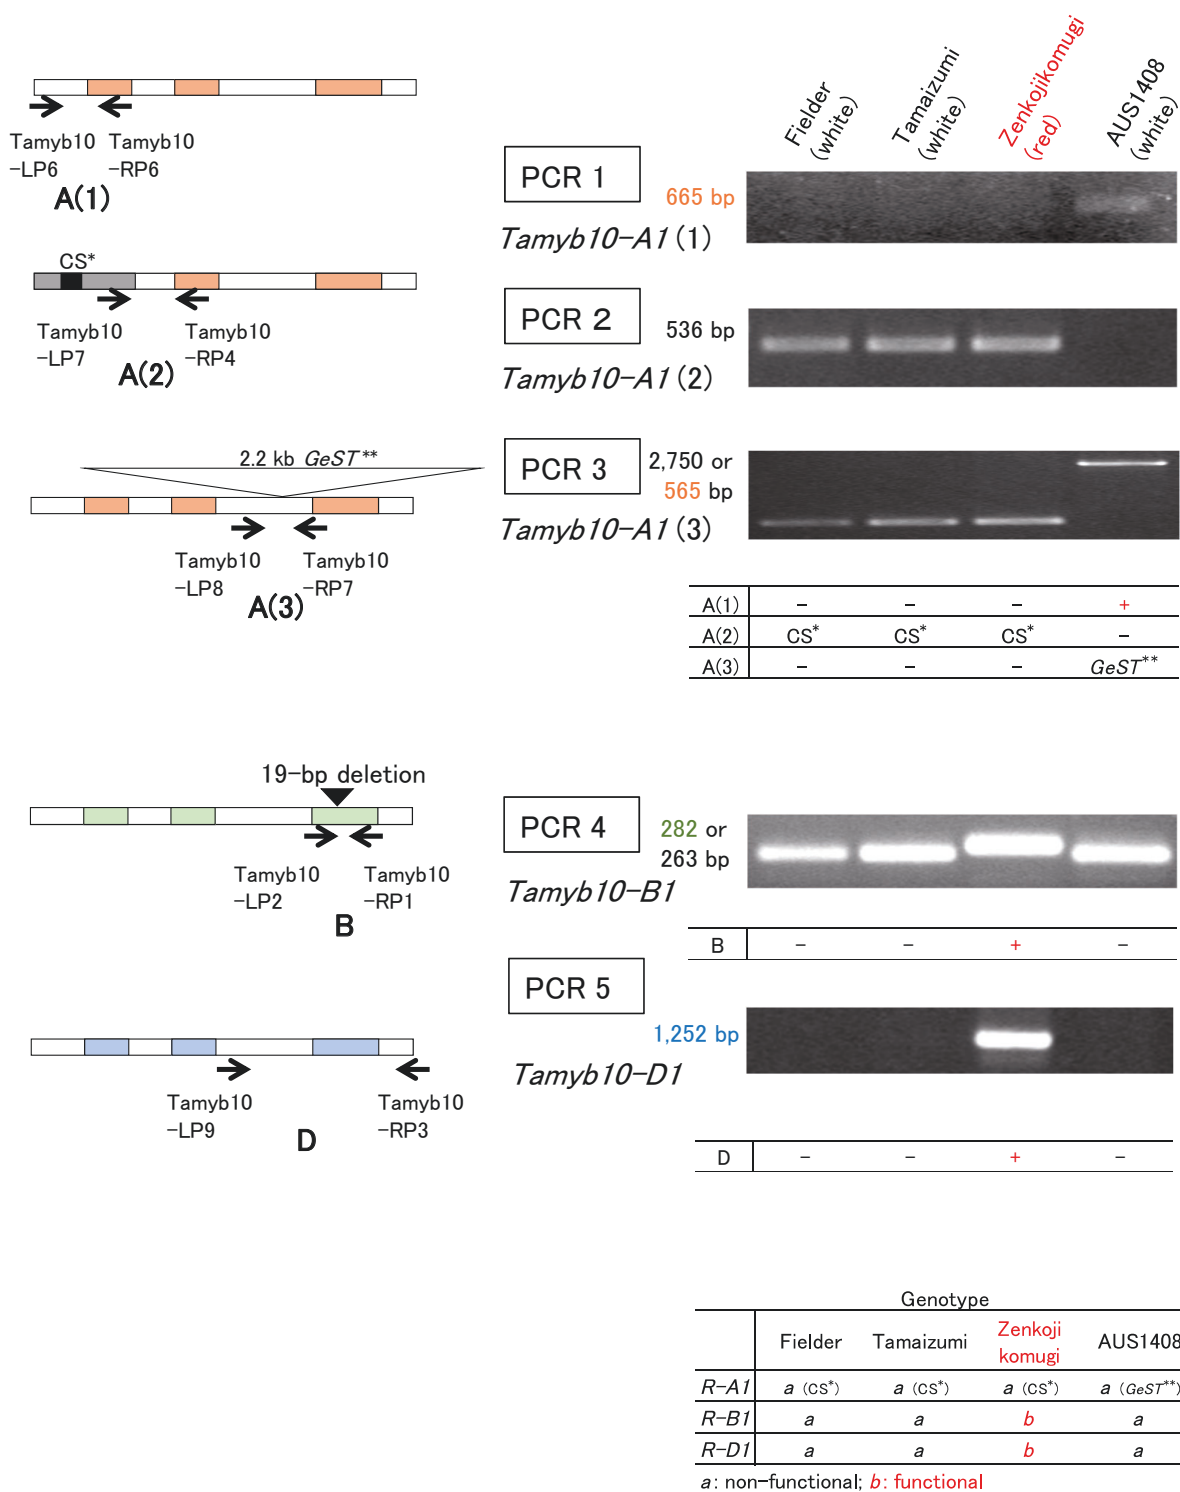 Fielder
(white)
Tamaizumi
(white)
Zenkojikomugi
(red)
AUS1408
(white)
Tamyb10
-LP6
Tamyb10
-RP6
A(1)
PCR 1
665 bp
Tamyb10-A1 (1)
CS*
Tamyb10
-LP7
Tamyb10
-RP4
A(2)
PCR 2
536 bp
Tamyb10-A1 (2)
2.2 kb GeST**
Tamyb10
-LP8
Tamyb10
-RP7
A(3)
PCR 3
2,750 or
565 bp
Tamyb10-A1 (3)
A(1) - - - +
A(2) CS* CS* CS* -
A(3) - - - GeST**
19-bp deletion
Tamyb10
-LP2
Tamyb10
-RP1
B
PCR 4
282 or
263 bp
Tamyb10-B1
B - - + -
PCR 5
1,252 bp
Tamyb10-D1
Tamyb10
-LP9
Tamyb10
-RP3
D
D - - + -
Genotype
Fielder Tamaizumi Zenkoji
komugi AUS1408
R-A1 a (CS*) a (CS*) a (CS*) a (GeST**)
R-B1 a a b a
R-D1 a a b a
a: non-functional; b: functional